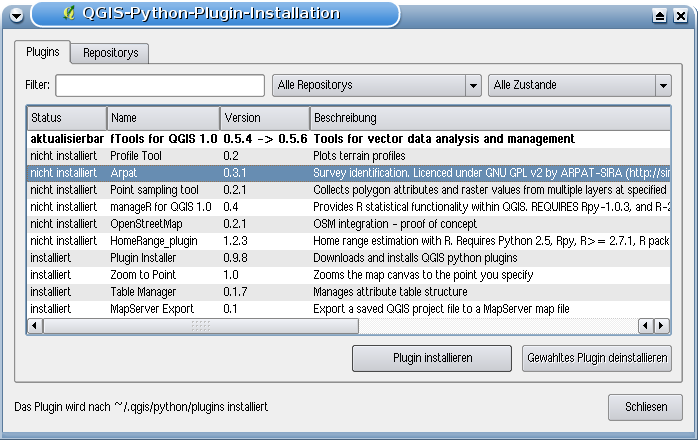 QGIS-Python-Plugin-Installation
Plugins Repositorys
Filter: Alle Repositorys Alle Zustande
Status Name Version Beschreibung
aktualisierbar fTools for QGIS 1.0 0.5.4 -> 0.5.6 Tools for vector data analysis and management
nicht installiert Profile Tool 0.2 Plots terrain profiles
nicht installiert Arpat 0.3.1 Survey identification. Licenced under GNU GPL v2 by ARPAT-SIRA (http://sir
nicht installiert Point sampling tool 0.2.1 Collects polygon attributes and raster values from multiple layers at specified
nicht installiert manageR for QGIS 1.0 0.4 Provides R statistical functionality within QGIS. REQUIRES Rpy-1.0.3, and R-2
nicht installiert OpenStreetMap 0.2.1 OSM integration - proof of concept
nicht installiert HomeRange_plugin 1.2.3 Home range estimation with R. Requires Python 2.5, Rpy, R>= 2.7.1, R pack
installiert Plugin Installer 0.9.8 Downloads and installs QGIS python plugins
installiert Zoom to Point 1.0 Zooms the map canvas to the point you specify
installiert Table Manager 0.1.7 Manages attribute table structure
installiert MapServer Export 0.1 Export a saved QGIS project file to a MapServer map file
Plugin installieren Gewahltes Plugin deinstallieren
Das Plugin wird nach ~/.qgis/python/plugins installiert Schliesen